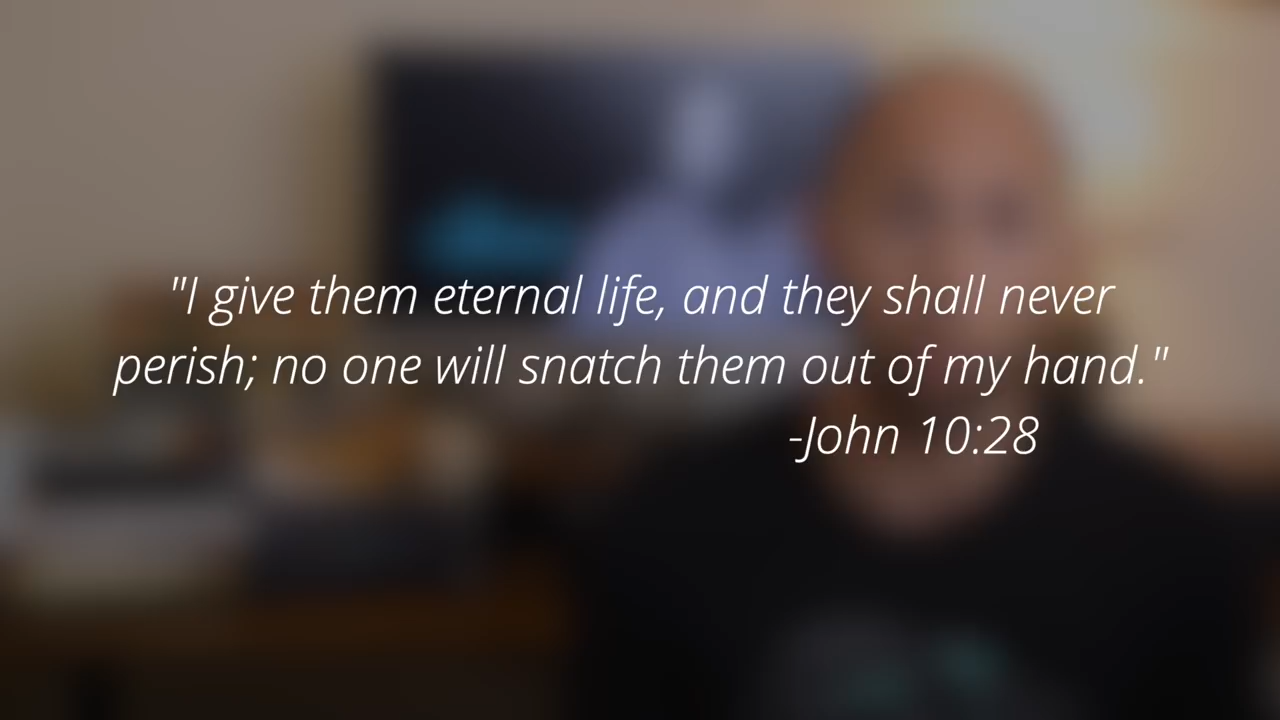 "I give them eternal life, and they shall never
perish; no one will snatch them out of my hand."
-John 10:28